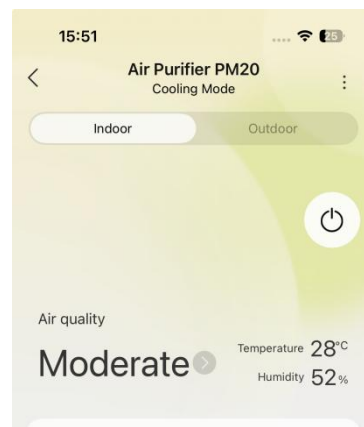 15:51
25
Air Purifier PM20
Cooling Mode
Indoor
Outdoor
Air quality
Moderate
Temperature 28°C
Humidity 52%